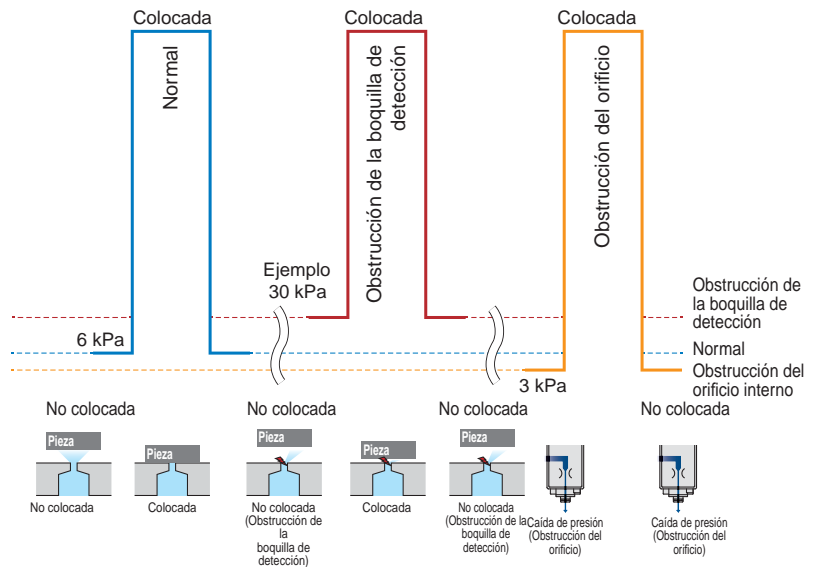 Colocada
Colocada
Colocada
Normal
Obstrucción de la boquilla de
detección
Obstrucción del orificio
Ejemplo
30 kPa
6 kPa
3 kPa
Obstrucción de
la boquilla de
detección
Normal
Obstrucción del
orificio interno
No colocada
No colocada
No colocada
No colocada
Pieza
No colocada
Pieza
Colocada
Pieza
No colocada
(Obstrucción de
la
boquilla de
detección)
Pieza
Colocada
Pieza
No colocada
(Obstrucción de la
boquilla de
detección)
Caída de presión
(Obstrucción del
orificio)
Caída de presión
(Obstrucción del
orificio)